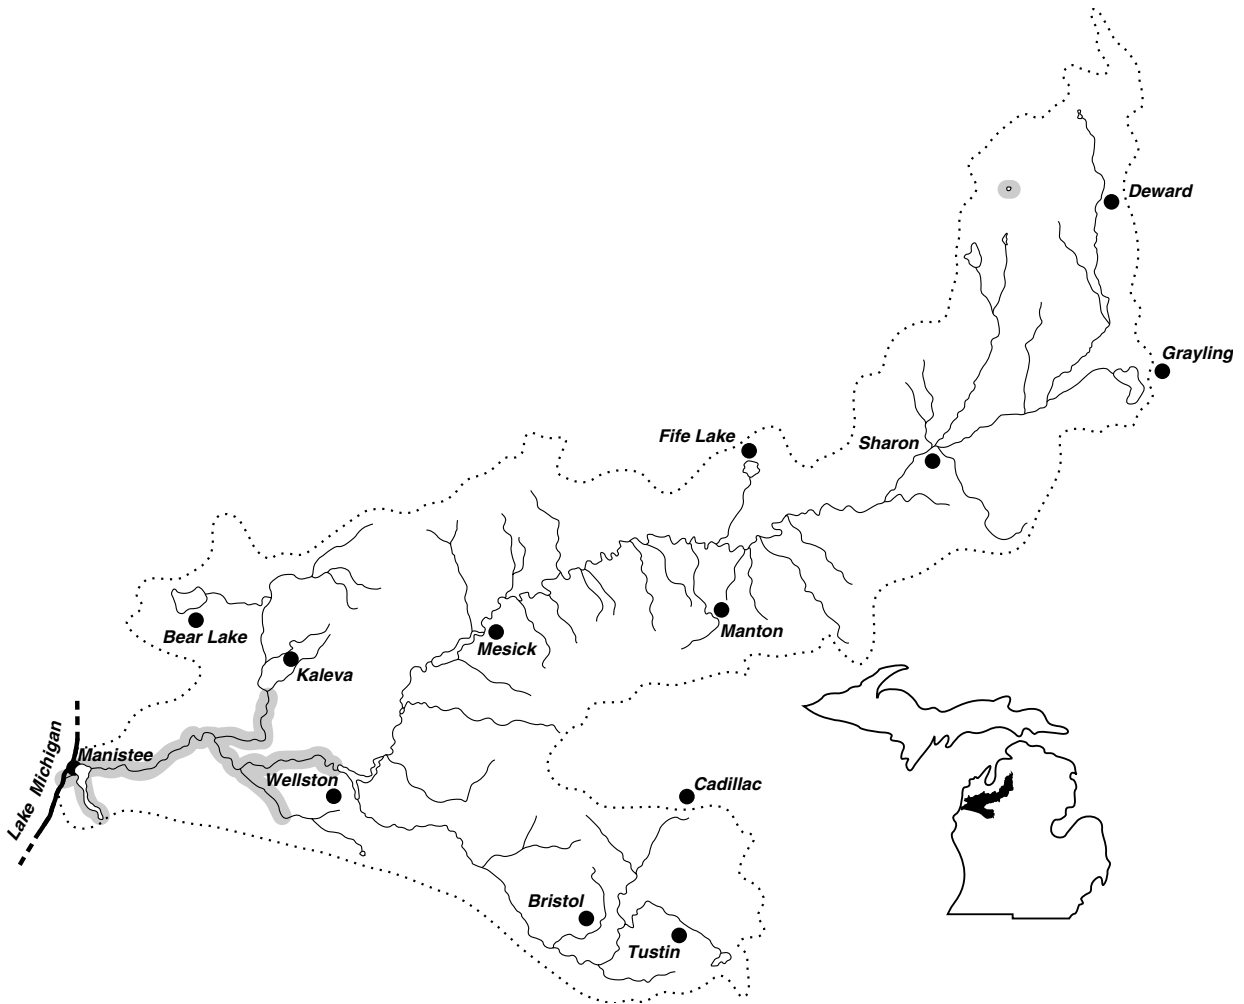 Deward
Grayling
Fife Lake
Sharon
Bear Lake
Manton
Mesick
Kaleva
Lake Michigan
Manistee
Wellston
Cadillac
Bristol
Tustin